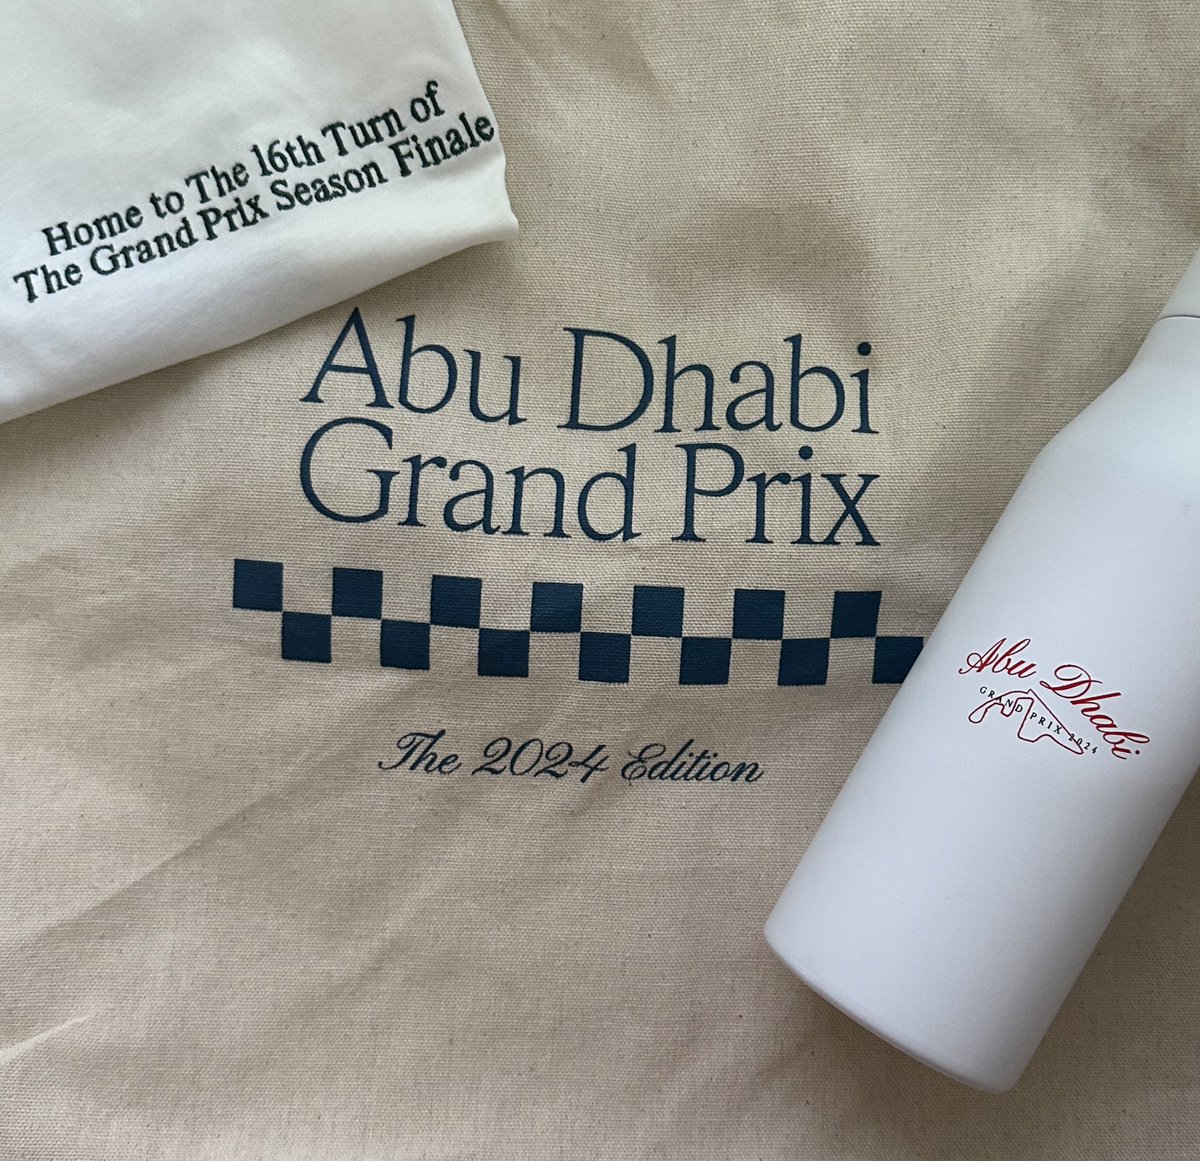 Home to The 16th Turn of
The Grand Prix Season Finale
Abu Dhabi
Grand Prix
The 2024 Edition
Abu Dhabi
GRAND PRIX 2024